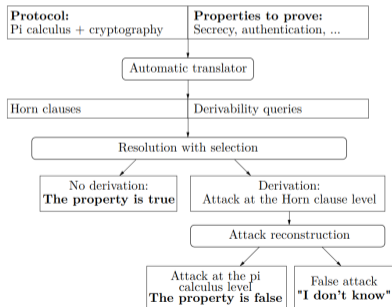 Protocol:
Pi calculus + cryptography
Properties to prove:
Secrecy, authentication, ...
Automatic translator
Horn clauses
Derivability queries
Resolution with selection
No derivation:
The property is true
Derivation:
Attack at the Horn clause level
Attack reconstruction
Attack at the pi
calculus level
The property is false
False attack
"I don't know"